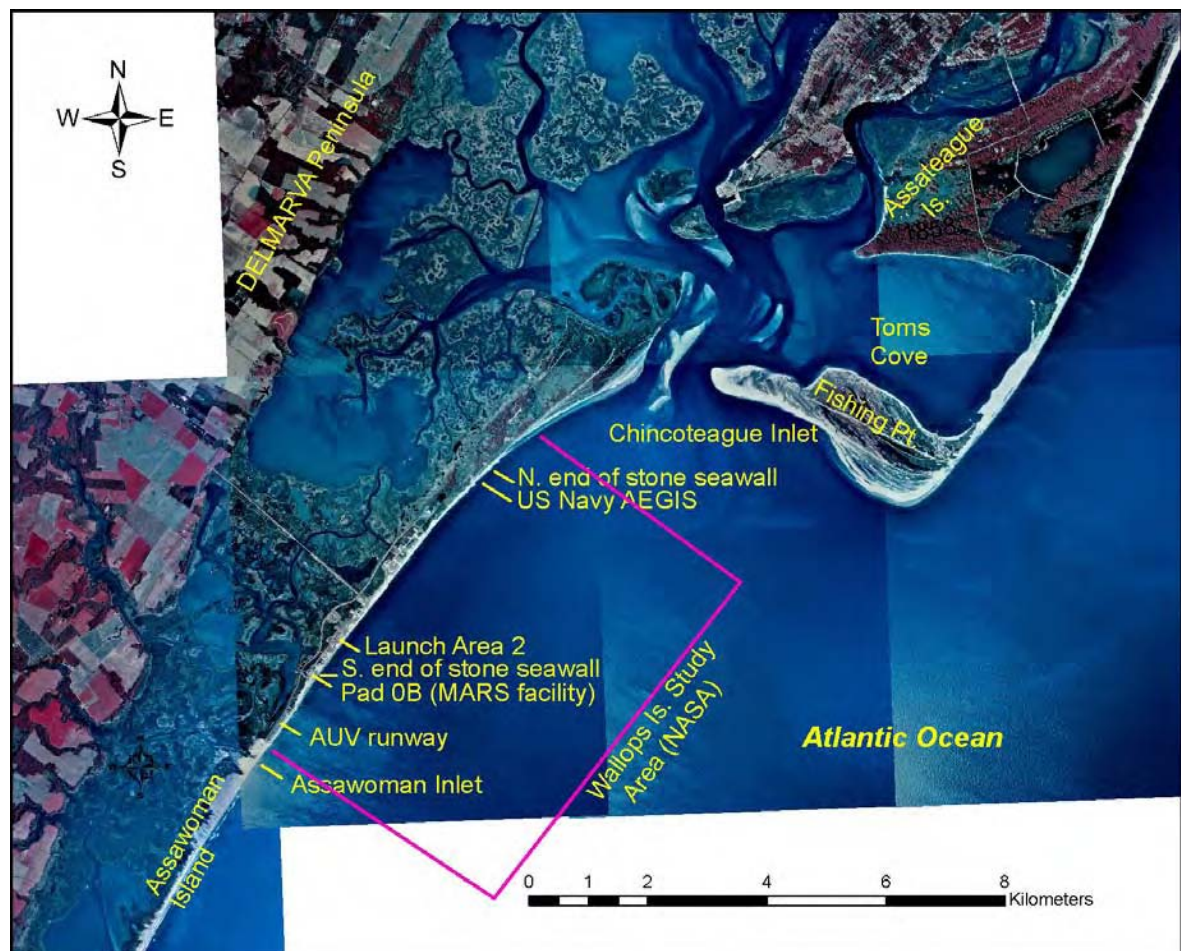 N
W E
S
DELMARVA Peninsula
Assateague
Is.
Toms
Cove
Fishing Pt.
Chincoteague Inlet
N. end of stone seawall
US Navy AEGIS
Launch Area 2
S. end of stone seawall
Pad 0B (MARS facility)
AUV runway
Assawoman Inlet
Wallops Is. Study
Area (NASA)
Atlantic Ocean
Assawoman
Island
0 1 2 4 6 8
Kilometers